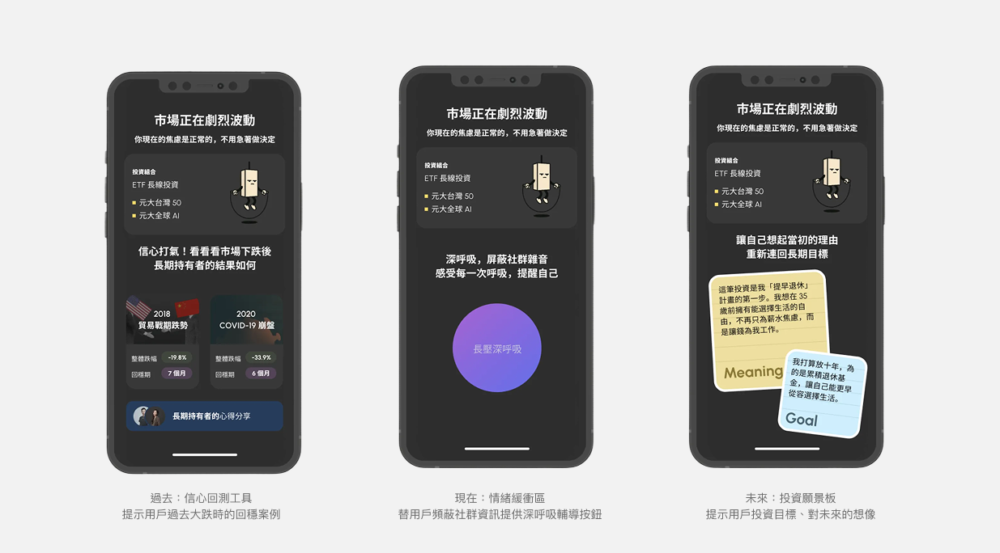 市場正在劇烈波動
你現在的焦慮是正常的，不用急著做決定
投資組合
ETF 長線投資
元大台灣 50
元大全球 AI
信心打氣！看看看市場下跌後
長期持有者的結果如何
2018
貿易戰期跌勢
整體跌幅
-19.8%
回穩期
7 個月
2020
COVID-19 崩盤
整體跌幅
-33.9%
回穩期
6 個月
長期持有者的心得分享
過去：信心回測工具
提示用戶過去大跌時的回穩案例
市場正在劇烈波動
你現在的焦慮是正常的，不用急著做決定
投資組合
ETF 長線投資
元大台灣 50
元大全球 AI
深呼吸，屏蔽社群雜音
感受每一次呼吸，提醒自己
長壓深呼吸
現在：情緒緩衝區
替用戶頻蔽社群資訊提供深呼吸輔導按鈕
市場正在劇烈波動
你現在的焦慮是正常的，不用急著做決定
投資組合
ETF 長線投資
元大台灣 50
元大全球 AI
讓自己想起當初的理由
重新連回長期目標
這筆投資是我「提早退休」
計畫的第一步。我想在 35
歲前擁有能選擇生活的自
由，不再只為薪水焦慮，而
是讓錢為我工作。
Meaning
我打算放十年，為
的是累積退休基
金，讓自己能更早
從容選擇生活。
Goal
未來：投資願景板
提示用戶投資目標、對未來的想像